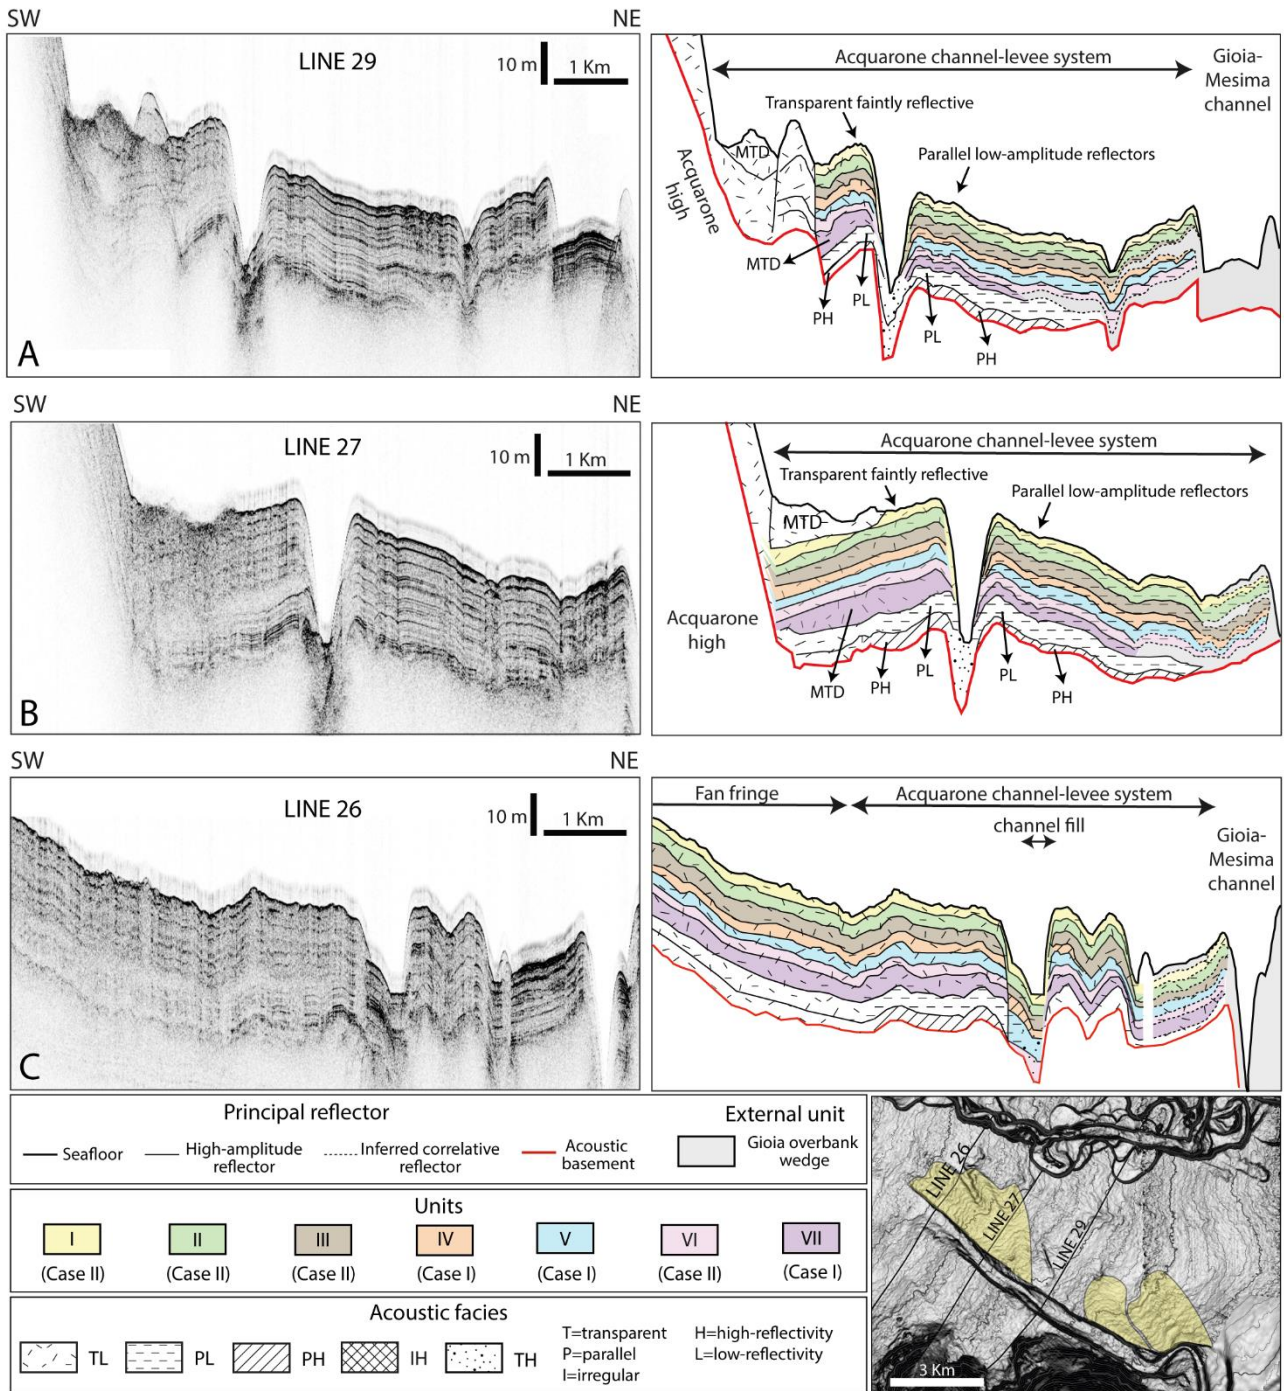 SW
NE
LINE 29
10 m
1 Km
A
Acquarone channel-levee system
Gioia-
Mesima
channel
Transparent faintly reflective
Parallel low-amplitude reflectors
MTD
Acquarone
high
MTD
PH
PL
PL
PH
SW
NE
LINE 27
10 m
1 Km
B
Acquarone channel-levee system
Transparent faintly reflective
Parallel low-amplitude reflectors
MTD
Acquarone
high
MTD
PH
PL
PL
PH
SW
NE
LINE 26
10 m
1 Km
C
Fan fringe
Acquarone channel-levee system
channel fill
Gioia-
Mesima
channel
Principal reflector
External unit
Seafloor
High-amplitude
reflector
Inferred correlative
reflector
Acoustic
basement
Gioia overbank
wedge
Units
I
II
III
IV
V
VI
VII
(Case II)
(Case II)
(Case II)
(Case I)
(Case I)
(Case II)
(Case I)
Acoustic facies
TL
PL
PH
IH
TH
T=transparent
P=parallel
I=irregular
H=high-reflectivity
L=low-reflectivity
LINE 26
LINE 27
LINE 29
3 Km